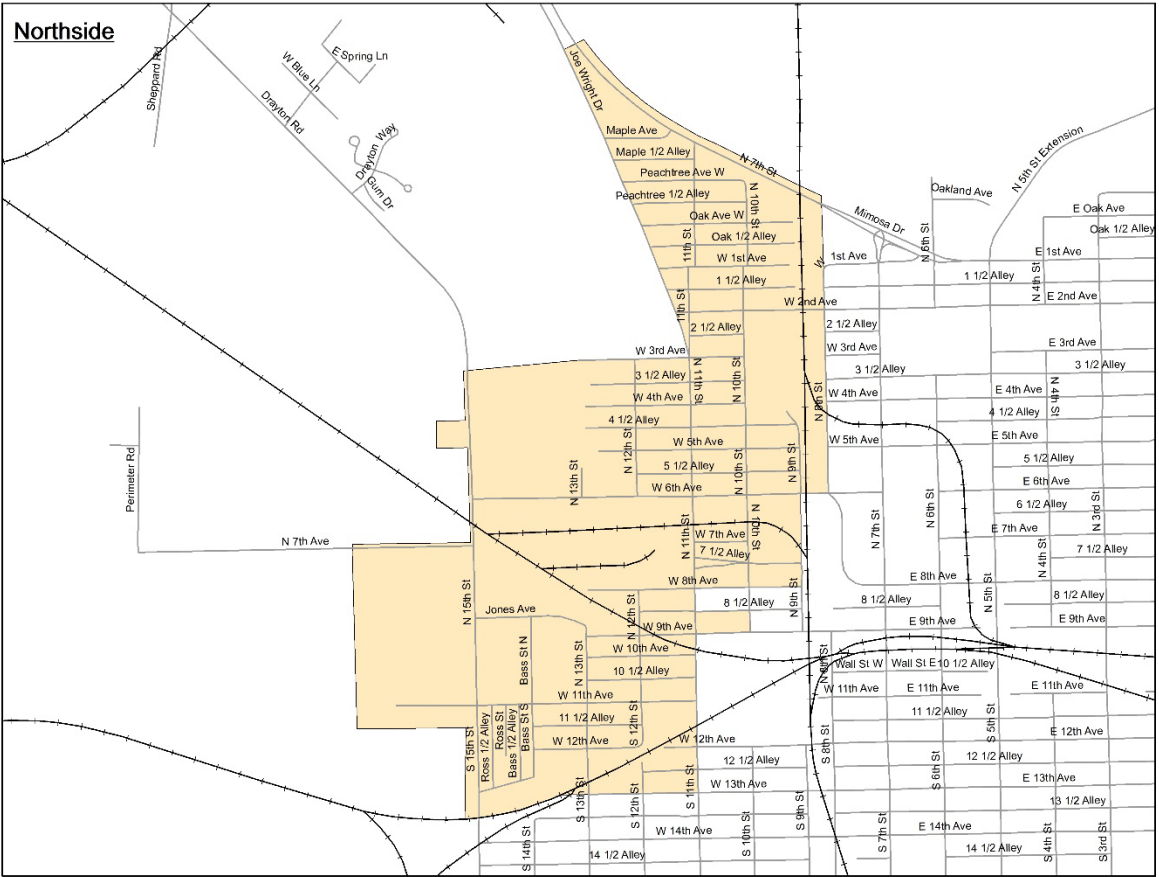 Northside
Sheppard Rd
W Blue Ln
E Spring Ln
Drayton Rd
Drayton Way
Gum Dr
Joe Wright Dr
Maple Ave
Maple 1/2 Alley
N 7th St
Peachtree Ave W
Peachtree 1/2 Alley
N 10th St
Oak Ave W
Oak 1/2 Alley
11th St
W 1st Ave
1 1/2 Alley
11th St
W 2nd Ave
2 1/2 Alley
Mimosa Dr
Oakland Ave
N 5th St Extension
E Oak Ave
Oak 1/2 Alley
N 6th St
W 1st Ave
E 1st Ave
1 1/2 Alley
N 4th St
E 2nd Ave
2 1/2 Alley
W 3rd Ave
E 3rd Ave
3 1/2 Alley
3 1/2 Alley
W 3rd Ave
3 1/2 Alley
N 11th St
N 10th St
W 4th Ave
N 8th St
W 4th Ave
E 4th Ave
N 4th St
4 1/2 Alley
4 1/2 Alley
W 5th Ave
W 5th Ave
E 5th Ave
N 12th St
5 1/2 Alley
N 10th St
N 9th St
5 1/2 Alley
N 13th St
W 6th Ave
E 6th Ave
Perimeter Rd
N 6th St
6 1/2 Alley
N 3rd St
N 7th Ave
N 11th St
W 7th Ave
N 10th St
N 7th St
E 7th Ave
7 1/2 Alley
7 1/2 Alley
N 4th St
W 8th Ave
E 8th Ave
N 15th St
N 9th St
N 5th St
8 1/2 Alley
8 1/2 Alley
8 1/2 Alley
Jones Ave
N 12th St
W 9th Ave
E 9th Ave
E 9th Ave
Bass St N
N 13th St
W 10th Ave
10 1/2 Alley
N 8th St
Wall St W
Wall St E
10 1/2 Alley
W 11th Ave
W 11th Ave
E 11th Ave
E 11th Ave
S 15th St
Ross 1/2 Alley
Ross St
Bass 1/2 Alley
Bass St S
11 1/2 Alley
S 12th St
11 1/2 Alley
S 5th St
W 12th Ave
W 12th Ave
S 8th St
E 12th Ave
12 1/2 Alley
S 6th St
12 1/2 Alley
S 13th St
S 12th St
S 11th St
W 13th Ave
E 13th Ave
S 9th St
13 1/2 Alley
S 14th St
W 14th Ave
S 10th St
S 7th St
E 14th Ave
S 4th St
S 3rd St
14 1/2 Alley
14 1/2 Alley